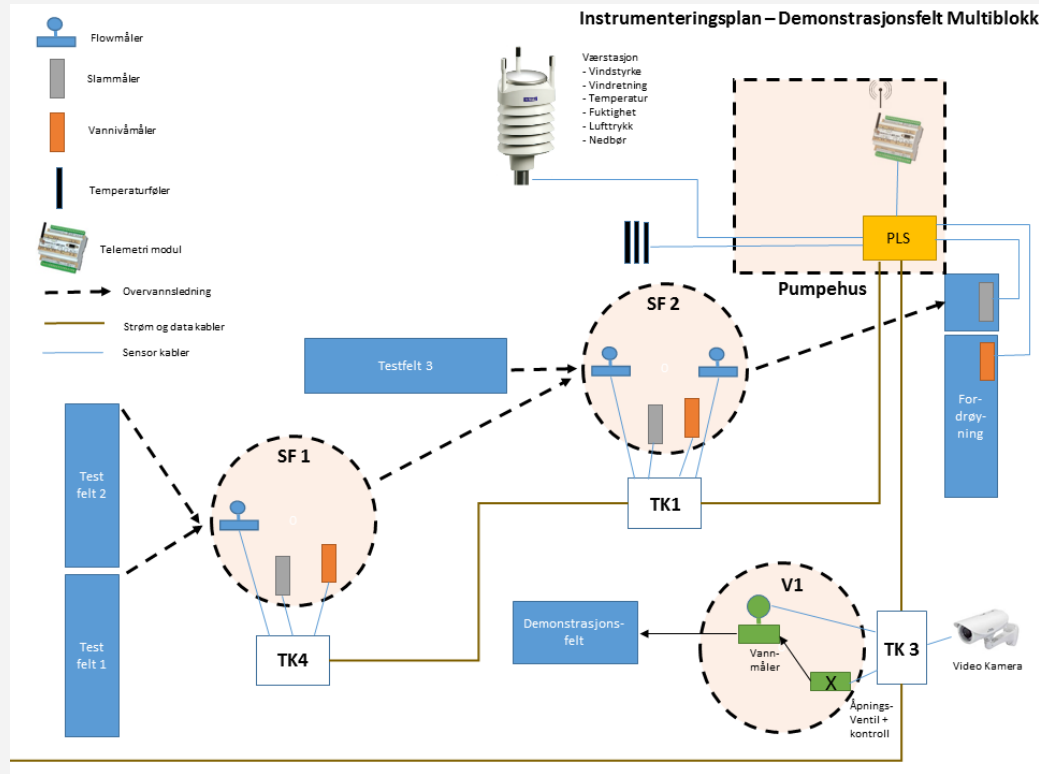 Instrumenteringsplan – Demonstrasjonsfelt Multiblokk
Flowmåler
Slammåler
Vannivåmåler
Temperaturføler
Telemetri modul
Overvannsledning
Strøm og data kabler
Sensor kabler
Værstasjon
- Vindstyrke
- Vindretning
- Temperatur
- Fuktighet
- Lufttrykk
- Nedbør
PLS
Pumpehus
SF 2
0
Testfelt 3
For-
drøy-
ning
Test
felt 2
SF 1
0
TK1
Test
felt 1
TK4
V1
Demonstrasjons-
felt
Vann-
måler
X
TK 3
Video Kamera
Åpnings-
Ventil +
kontroll